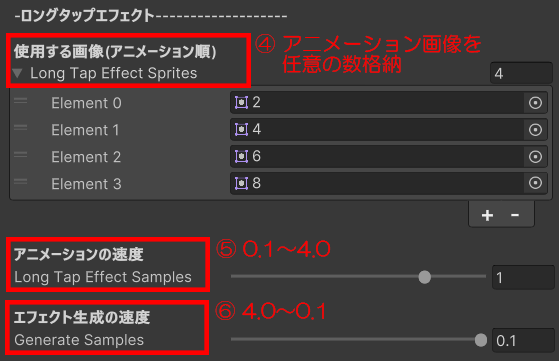 -ロングタップエフェクト--------------------
使用する画像(アニメーション順)
Long Tap Effect Sprites
4
④ アニメーション画像を
任意の数格納
Element 0
2
Element 1
4
Element 2
6
Element 3
8
+ -
アニメーションの速度
Long Tap Effect Samples
⑤ 0.1〜4.0
1
エフェクト生成の速度
Generate Samples
⑥ 4.0〜0.1
0.1